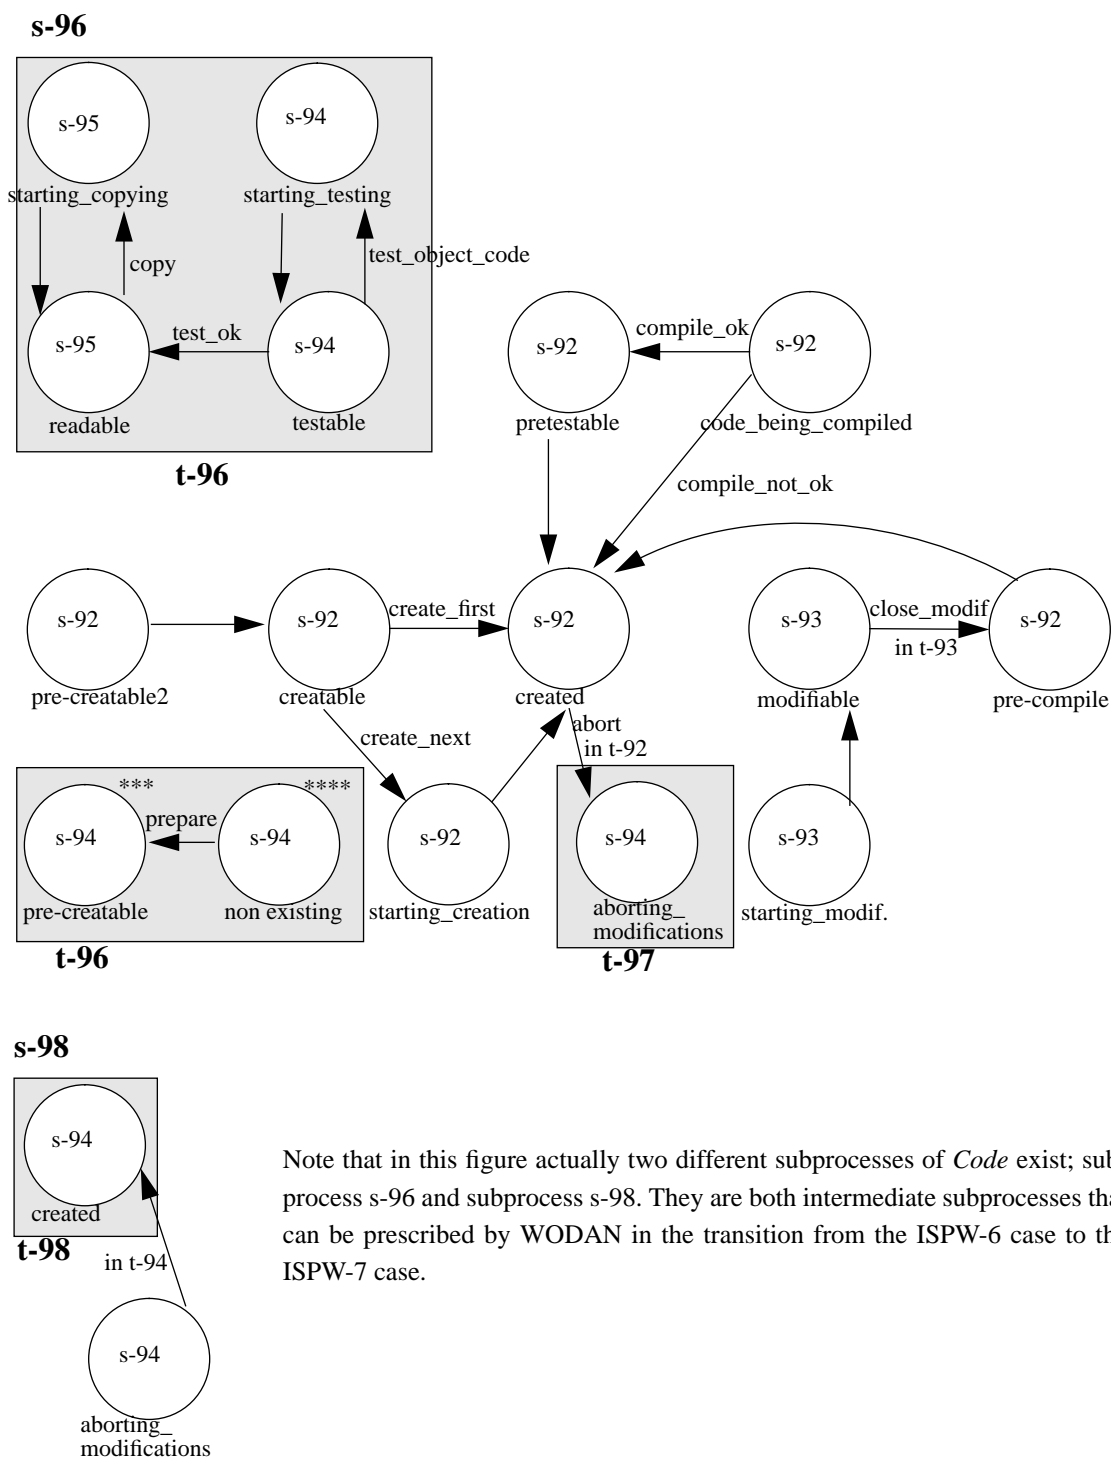 s-96
s-95
s-94
starting_copying
starting_testing
copy
test_object_code
s-95
test_ok
s-94
readable
testable
t-96
s-92
compile_ok
s-92
pretestable
code_being_compiled
compile_not_ok
s-92
s-92
create_first
s-92
s-93
close_modif
in t-93
s-92
pre-creatable2
creatable
created
modifiable
pre-compile
create_next
abort
in t-92
***
****
s-94
prepare
s-94
s-92
s-94
s-93
pre-creatable
non existing
starting_creation
aborting_
modifications
starting_modif.
t-96
t-97
s-98
s-94
created
t-98
in t-94
s-94
aborting_
modifications
Note that in this figure actually two different subprocesses of Code exist; sub
process s-96 and subprocess s-98. They are both intermediate subprocesses tha
can be prescribed by WODAN in the transition from the ISPW-6 case to th
ISPW-7 case.